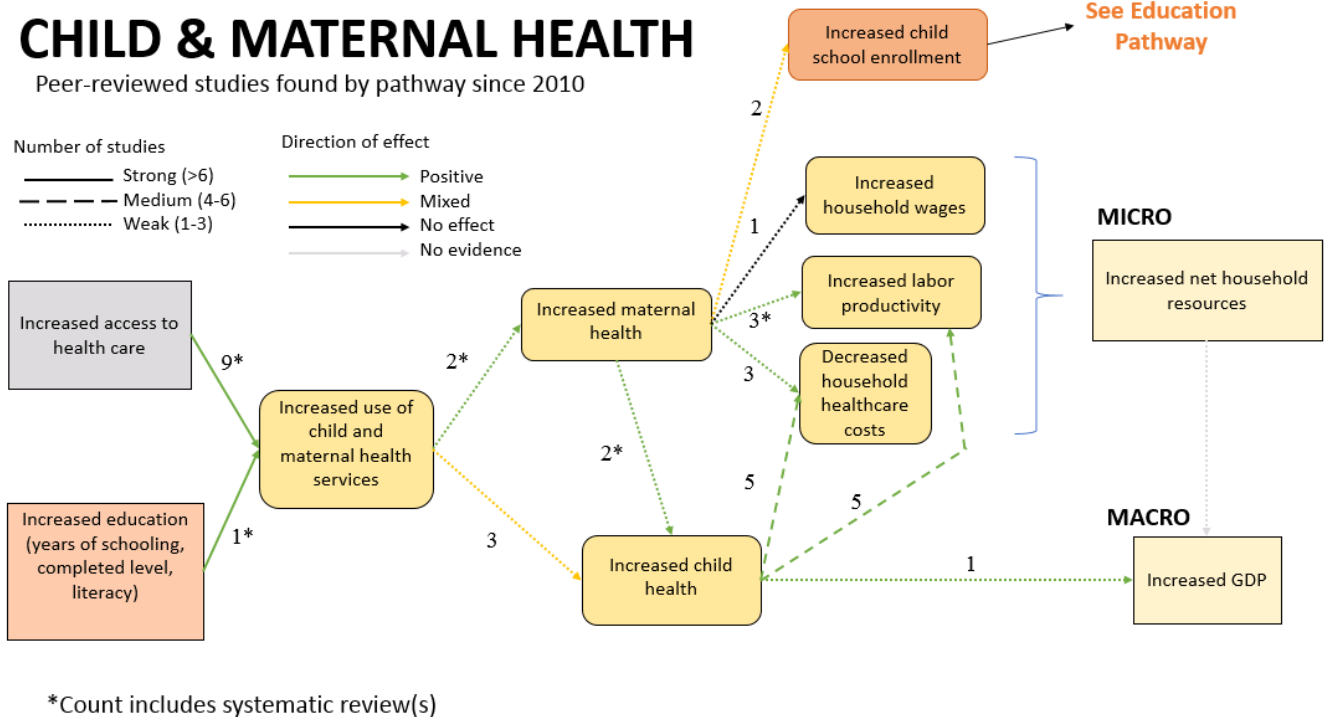 CHILD & MATERNAL HEALTH
Peer-reviewed studies found by pathway since 2010
Number of studies
Strong (>6)
Medium (4-6)
Weak (1-3)
Direction of effect
Positive
Mixed
No effect
No evidence
Increased child
school enrollment
See Education
Pathway
2
Increased
household wages
1
MICRO
Increased net household
resources
Increased access to
health care
9*
Increased maternal
health
Increased labor
productivity
3*
3
Decreased
household
healthcare
costs
2*
Increased use of
child and
maternal health
services
2*
5
5
Increased education
(years of schooling,
completed level,
literacy)
1*
3
Increased child
health
1
MACRO
Increased GDP
*Count includes systematic review(s)